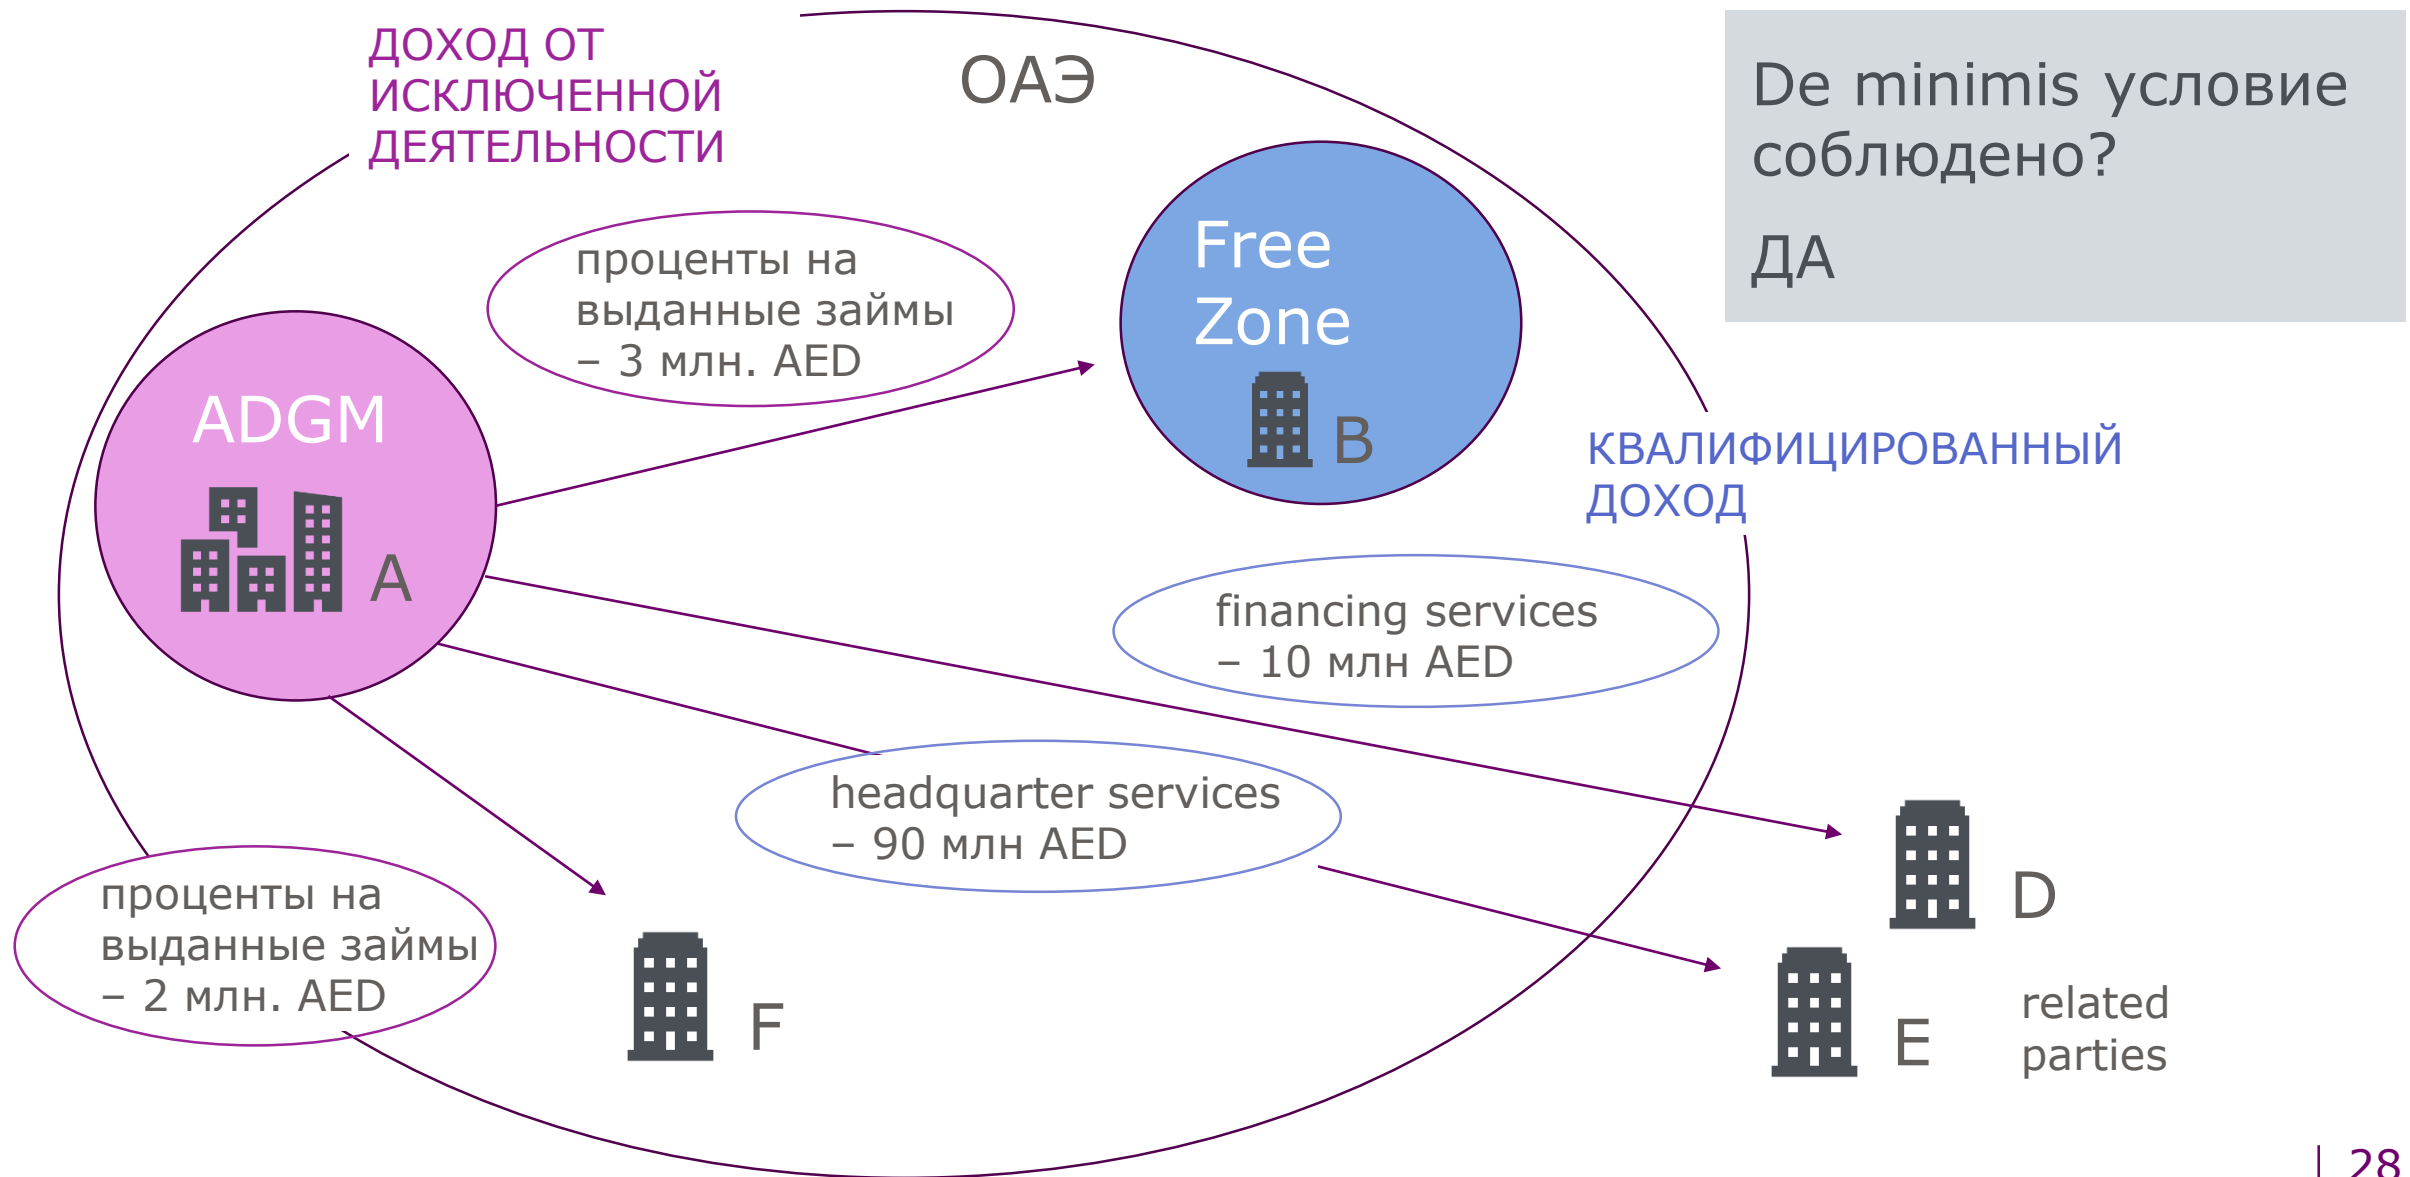 ДОХОД ОТ
ИСКЛЮЧЕННОЙ
ДЕЯТЕЛЬНОСТИ
ОАЭ
De minimis условие
соблюдено?
ДА
проценты на
выданные займы
– 3 млн. AED
Free
Zone
B
ADGM
A
КВАЛИФИЦИРОВАННЫЙ
ДОХОД
financing services
– 10 млн AED
headquarter services
– 90 млн AED
проценты на
выданные займы
– 2 млн. AED
F
D
E
related
parties
28